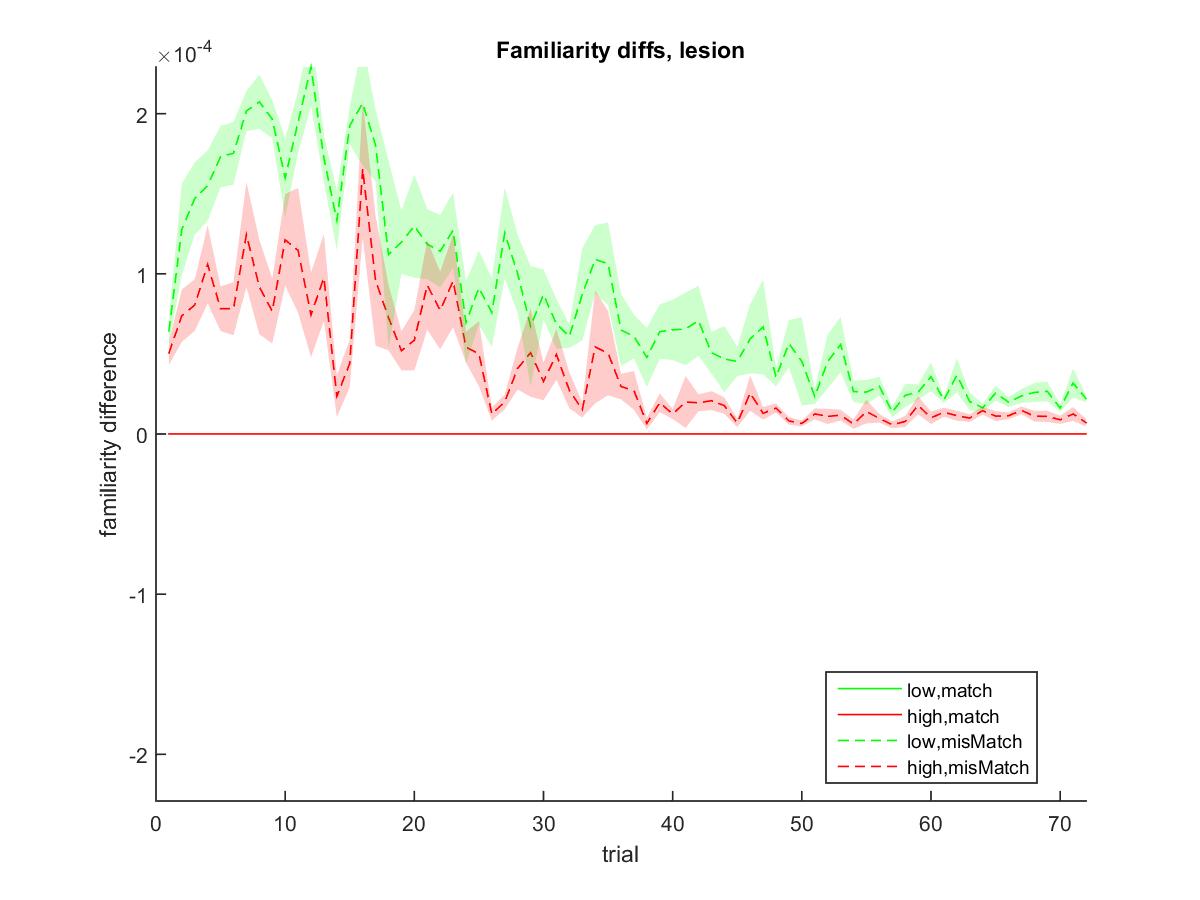 Familiarity diffs, lesion
×10-4
2
1
0
-1
-2
familiarity difference
0 10 20 30 40 50 60 70
trial
low,match
high,match
low,misMatch
high,misMatch